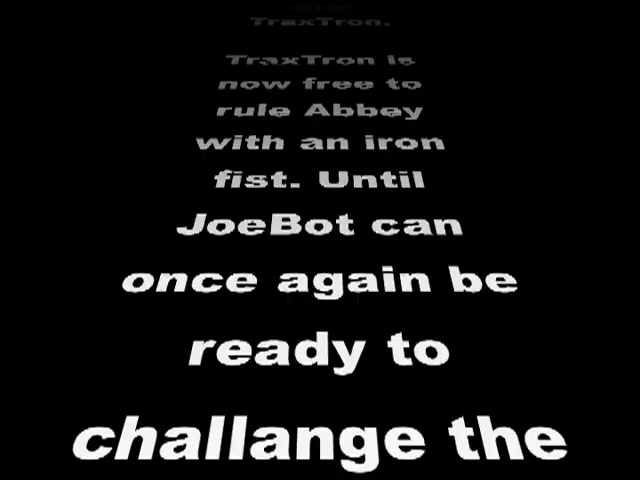 TraxTron.
TraxTron is
now free to
rule Abbey
with an iron
fist. Until
JoeBot can
once again be
ready to
challange the